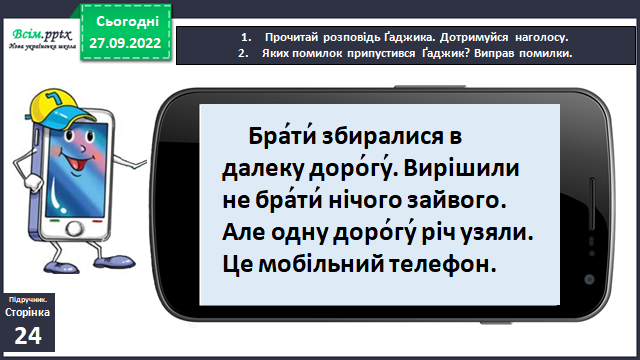 Всім.pptx
Нова українська школа
Сьогодні
27.09.2022
1. Прочитай розповідь Ґаджика. Дотримуйся наголосу.
2. Яких помилок припустився Ґаджик? Виправ помилки.
7
Бра́ти́ збиралися в
далеку доро́гу́. Вирішили
не бра́ти́ нічого зайвого.
Але одну доро́гу́ річ узяли.
Це мобільний телефон.
Підручник.
Сторінка
24